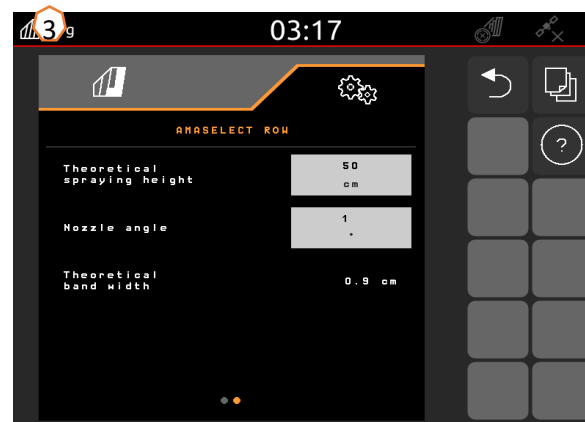 3 g 03:17
AMASELECT ROW
Theoretical
spraying height
50
cm
Nozzle angle
1
°
Theoretical
band width
0.9 cm
?